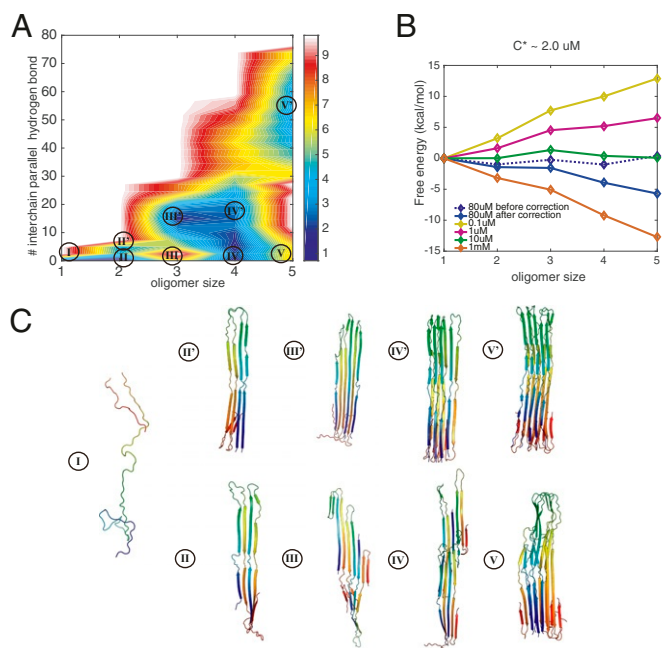 A
# interchain parallel hydrogen bond
80
70
60
50
40
30
20
10
0
1 2 3 4 5
oligomer size
9
8
7
6
5
4
3
2
1
I
II'
II
III'
III
IV'
IV
V'
V
B
C* ~ 2.0 uM
Free energy (kcal/mol)
15
10
5
0
-5
-10
-15
80uM before correction
80uM after correction
0.1uM
1uM
10uM
1mM
1 2 3 4 5
oligomer size
C
I
II' III' IV' V'
II III IV V